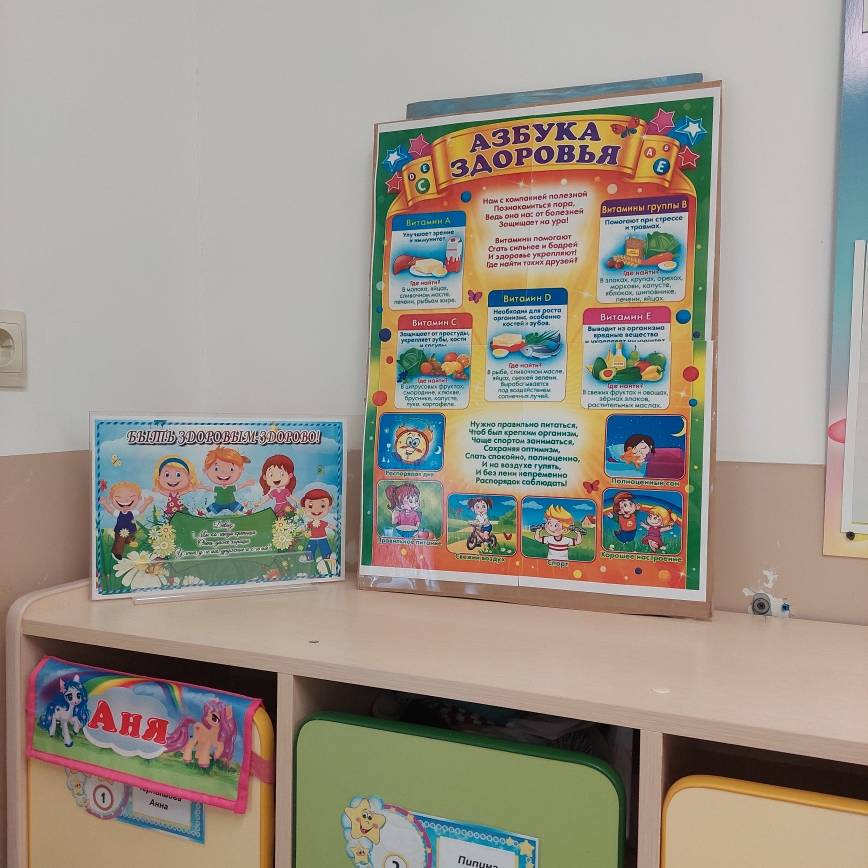 АЗБУКА
ЗДОРОВЬЯ
D E
C
A B
E
Нам с компанией полезной
Познакомиться пора,
Ведь она нас от болезней
Защищает на ура!
Витамины помогают
Стать сильнее и бодрей
И здоровье укрепляют!
Где найти таких друзей?
Витамин А
Улучшает зрение
и иммунитет.
Где найти?
В молоке, яйцах,
сливочном масле,
печени, рыбьем жире.
Витамины группы В
Помогают при стрессе
и травмах.
Где найти?
В злаках, крупах, орехах,
моркови, капусте,
яблоках, шиповнике,
печени, яйцах.
Витамин С
Защищает от простуды,
укрепляет зубы, кости
и сосуды.
Где найти?
В цитрусовых фруктах,
смородине, клюкве,
бруснике, капусте,
луке, картофеле.
Витамин D
Необходим для роста
организма, особенно
костей и зубов.
Где найти?
В рыбе, сливочном масле,
яйцах, свежей зелени.
Вырабатывается
под воздействием
солнечных лучей.
Витамин Е
Выводит из организма
вредные вещества
и укрепляет иммунитет.
Где найти?
В свежих фруктах и овощах,
зёрнах злаков,
растительных маслах.
Нужно правильно питаться,
Чтоб был крепким организм,
Чаще спортом заниматься,
Сохраняя оптимизм,
Спать спокойно, полноценно,
И на воздухе гулять,
И без лени непременно
Распорядок соблюдать!
Распорядок дня
Полноценный сон
Правильное питание
Свежий воздух
Спорт
Хорошее настроение
БЫТЬ ЗДОРОВЫМ-ЗДОРОВО!
Девиз:
АНЯ
1
Анна
2
Пипина